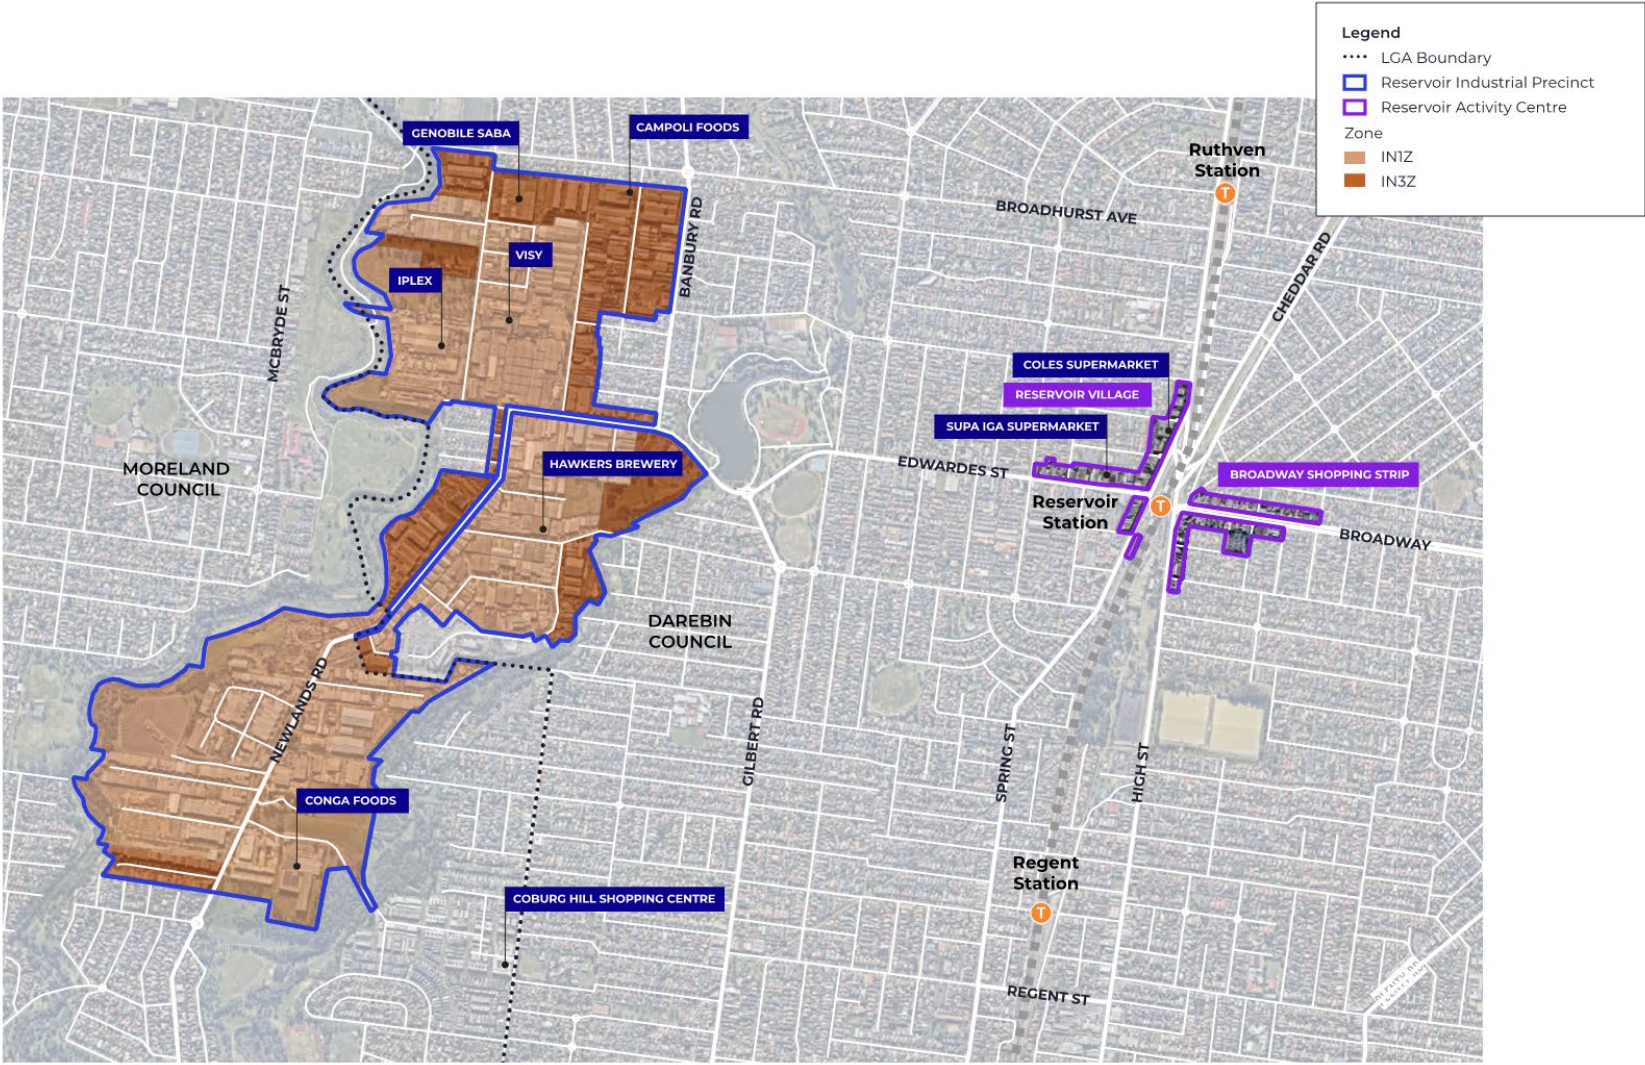 Legend
LGA Boundary
Reservoir Industrial Precinct
Reservoir Activity Centre
Zone
IN1Z
IN3Z
GENOBILE SABA
CAMPOLI FOODS
Ruthven
Station
BROADHURST AVE
BANBURY RD
VISY
IPLEX
CHEDDAR RD
MCBRYDE ST
COLES SUPERMARKET
RESERVOIR VILLAGE
SUPA IGA SUPERMARKET
MORELAND
COUNCIL
HAWKERS BREWERY
EDWARDES ST
BROADWAY SHOPPING STRIP
Reservoir
Station
BROADWAY
DAREBIN
COUNCIL
NEWLANDS RD
GILBERT RD
SPRING ST
HIGH ST
CONGA FOODS
Regent
Station
COBURG HILL SHOPPING CENTRE
REGENT ST
T
T
T